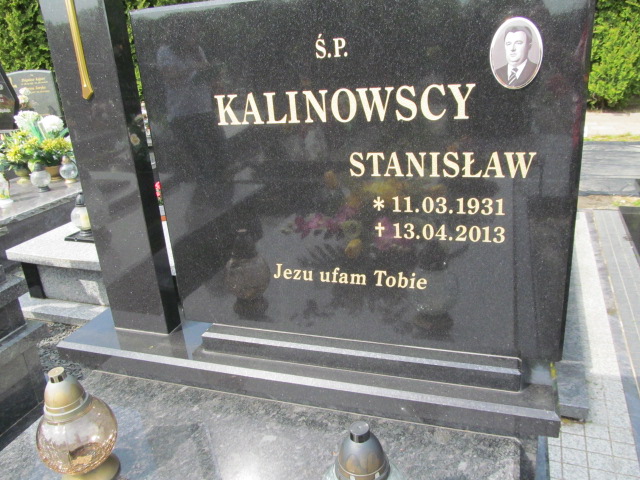 Ś.P.
KALINOWSCY
STANISŁAW
* 11.03.1931
✝ 13.04.2013
Jezu ufam Tobie